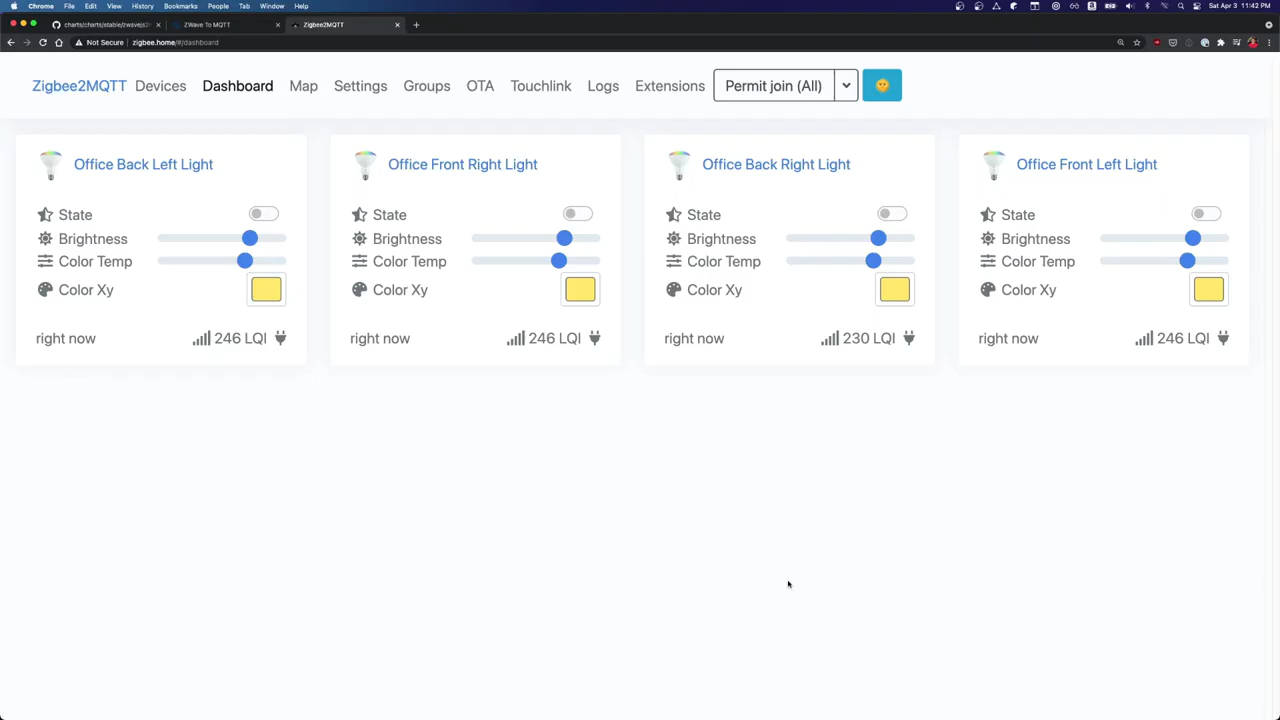 Chrome File Edit View History Bookmarks People Tab Window Help Sat Apr 3 11:42 PM
charts/charts/stable/zwavejs2m ZWave To MQTT Zigbee2MQTT
Not Secure zigbee.home/#/dashboard
Zigbee2MQTT Devices Dashboard Map Settings Groups OTA Touchlink Logs Extensions Permit join (All)
Office Back Left Light Office Front Right Light Office Back Right Light Office Front Left Light
State State State State
Brightness Brightness Brightness Brightness
Color Temp Color Temp Color Temp Color Temp
Color Xy Color Xy Color Xy Color Xy
right now 246 LQI right now 246 LQI right now 230 LQI right now 246 LQI